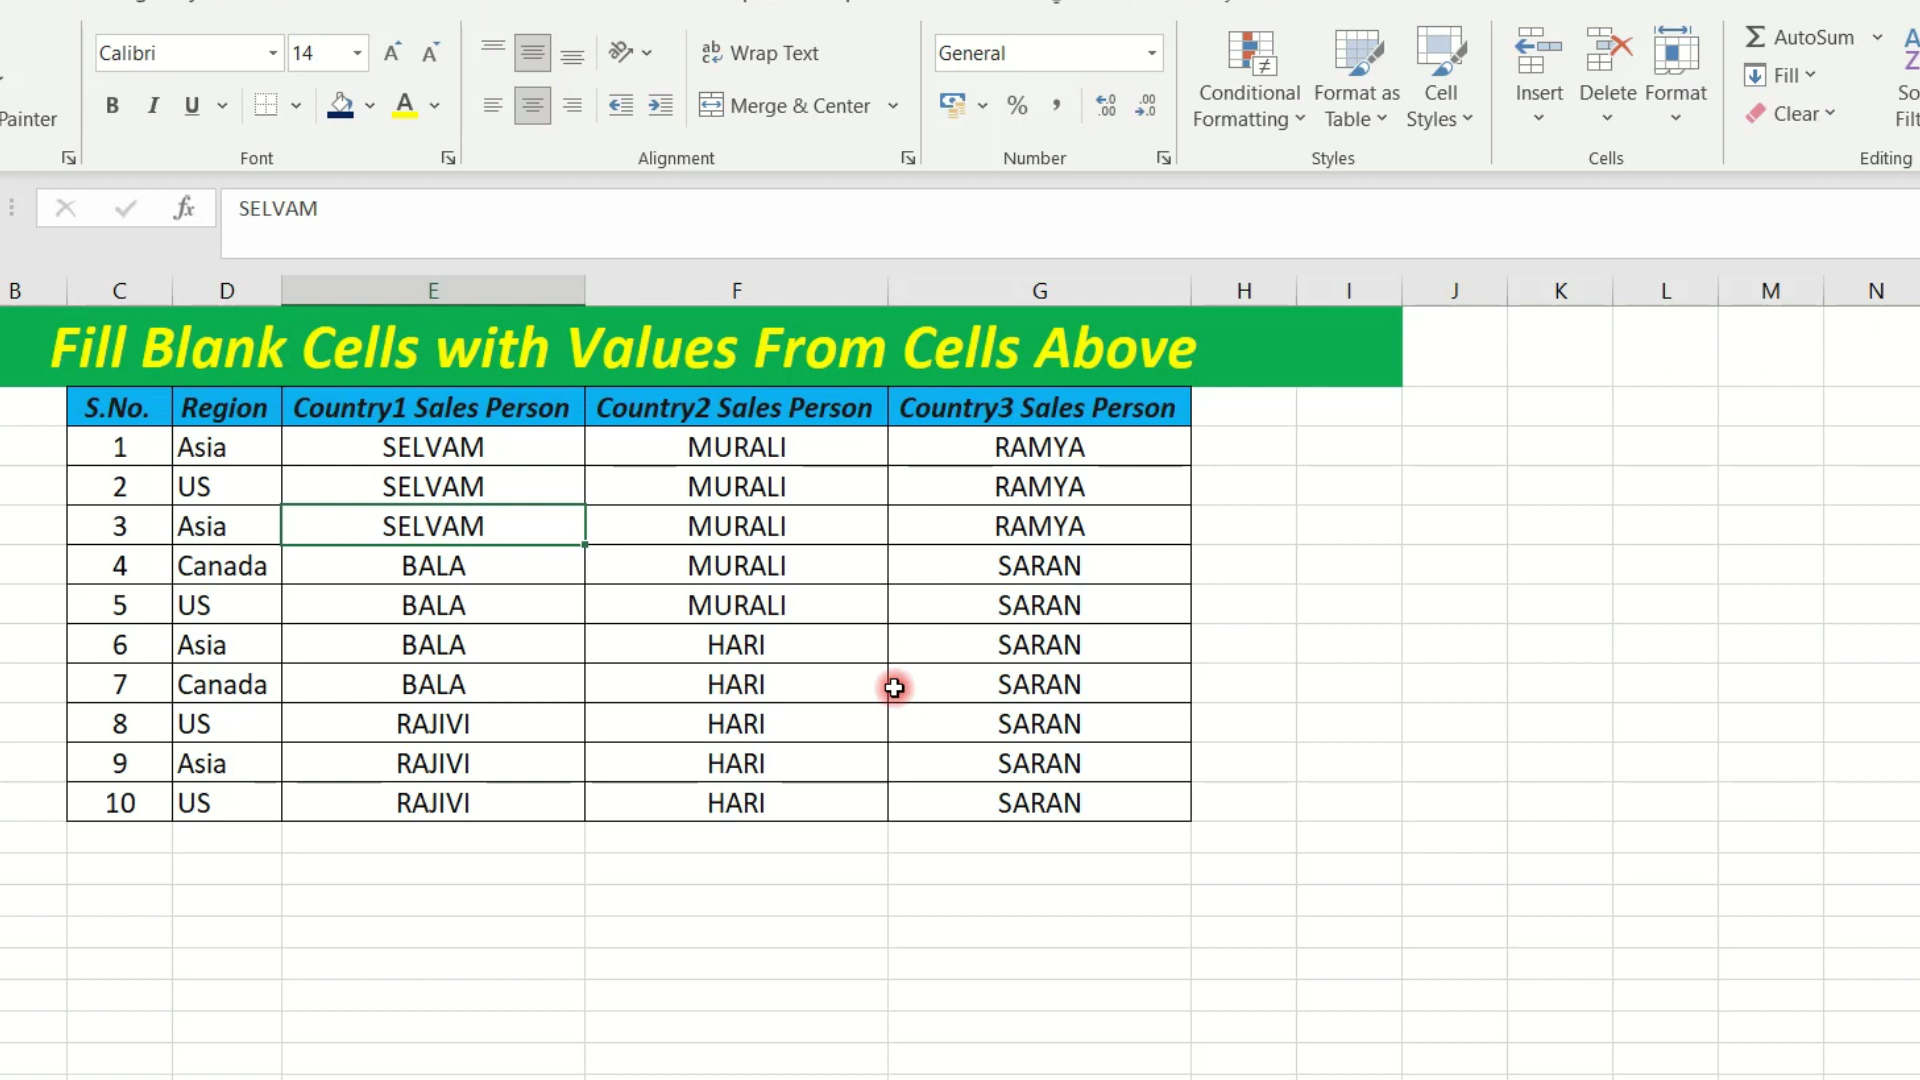 Calibri 14 Wrap Text General AutoSum
Fill
Painter B I U Merge & Center % Conditional Formatting Format as Table Cell Styles Insert Delete Format Clear
Font Alignment Number Styles Cells Editing
fx SELVAM
B C D E F G H I J K L M N
Fill Blank Cells with Values From Cells Above
S.No. Region Country1 Sales Person Country2 Sales Person Country3 Sales Person
1 Asia SELVAM MURALI RAMYA
2 US SELVAM MURALI RAMYA
3 Asia SELVAM MURALI RAMYA
4 Canada BALA MURALI SARAN
5 US BALA MURALI SARAN
6 Asia BALA HARI SARAN
7 Canada BALA HARI SARAN
8 US RAJIVI HARI SARAN
9 Asia RAJIVI HARI SARAN
10 US RAJIVI HARI SARAN